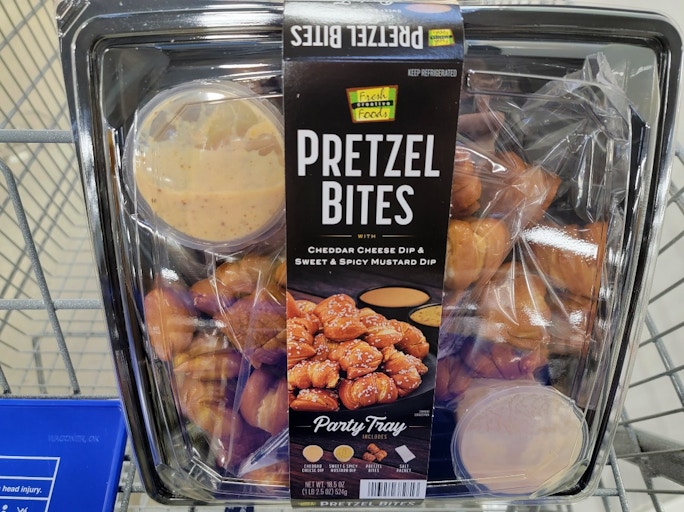 PRETZEL BITES
KEEP REFRIGERATED
Fresh
creative
Foods
PRETZEL
BITES
WITH
CHEDDAR CHEESE DIP &
SWEET & SPICY MUSTARD DIP
Party Tray
INCLUDES
CHEDDAR
CHEESE DIP
SWEET & SPICY
MUSTARD DIP
PRETZEL
BITES
SALT
PACKET
NET WT. 18.5 OZ
(1 LB 2.5 OZ) 524g
PRETZEL BITES
head injury.